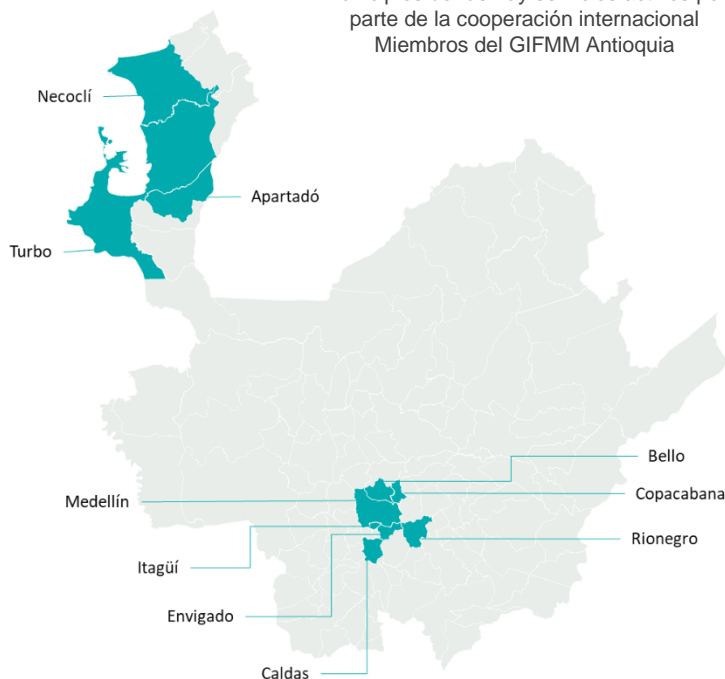 parte de la cooperación internacional
Miembros del GIFMM Antioquia
Necoclí
Apartadó
Turbo
Bello
Medellín
Copacabana
Rionegro
Itagüí
Envigado
Caldas